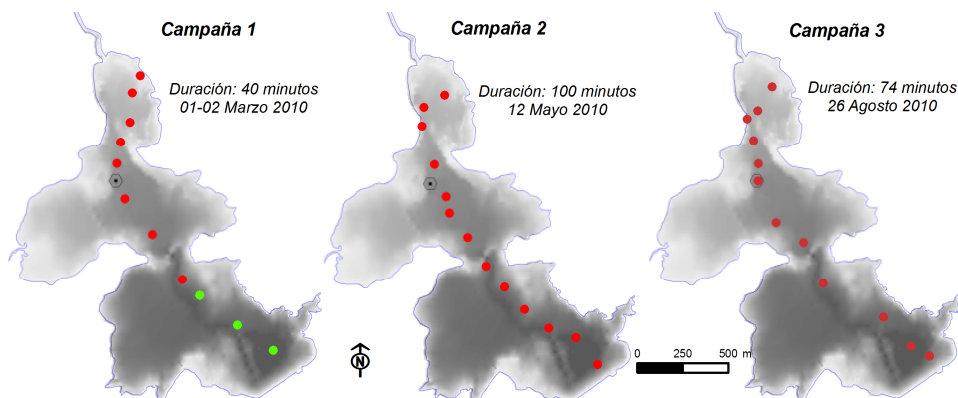 Campaña 1
Duración: 40 minutos
01-02 Marzo 2010
Campaña 2
Duración: 100 minutos
12 Mayo 2010
Campaña 3
Duración: 74 minutos
26 Agosto 2010
N
0 250 500 m